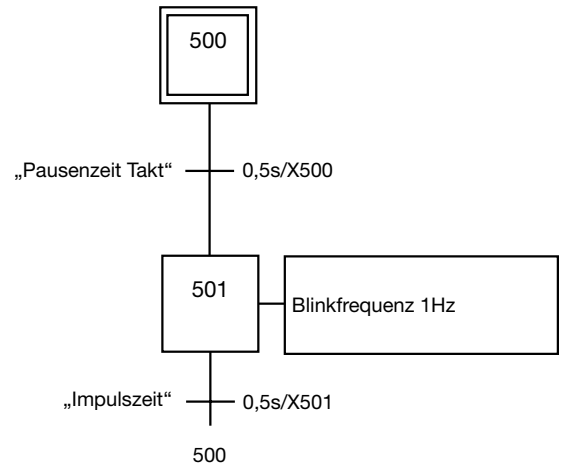 500
„Pausenzeit Takt“ 0,5s/X500
501
Blinkfrequenz 1Hz
„Impulszeit“ 0,5s/X501
500